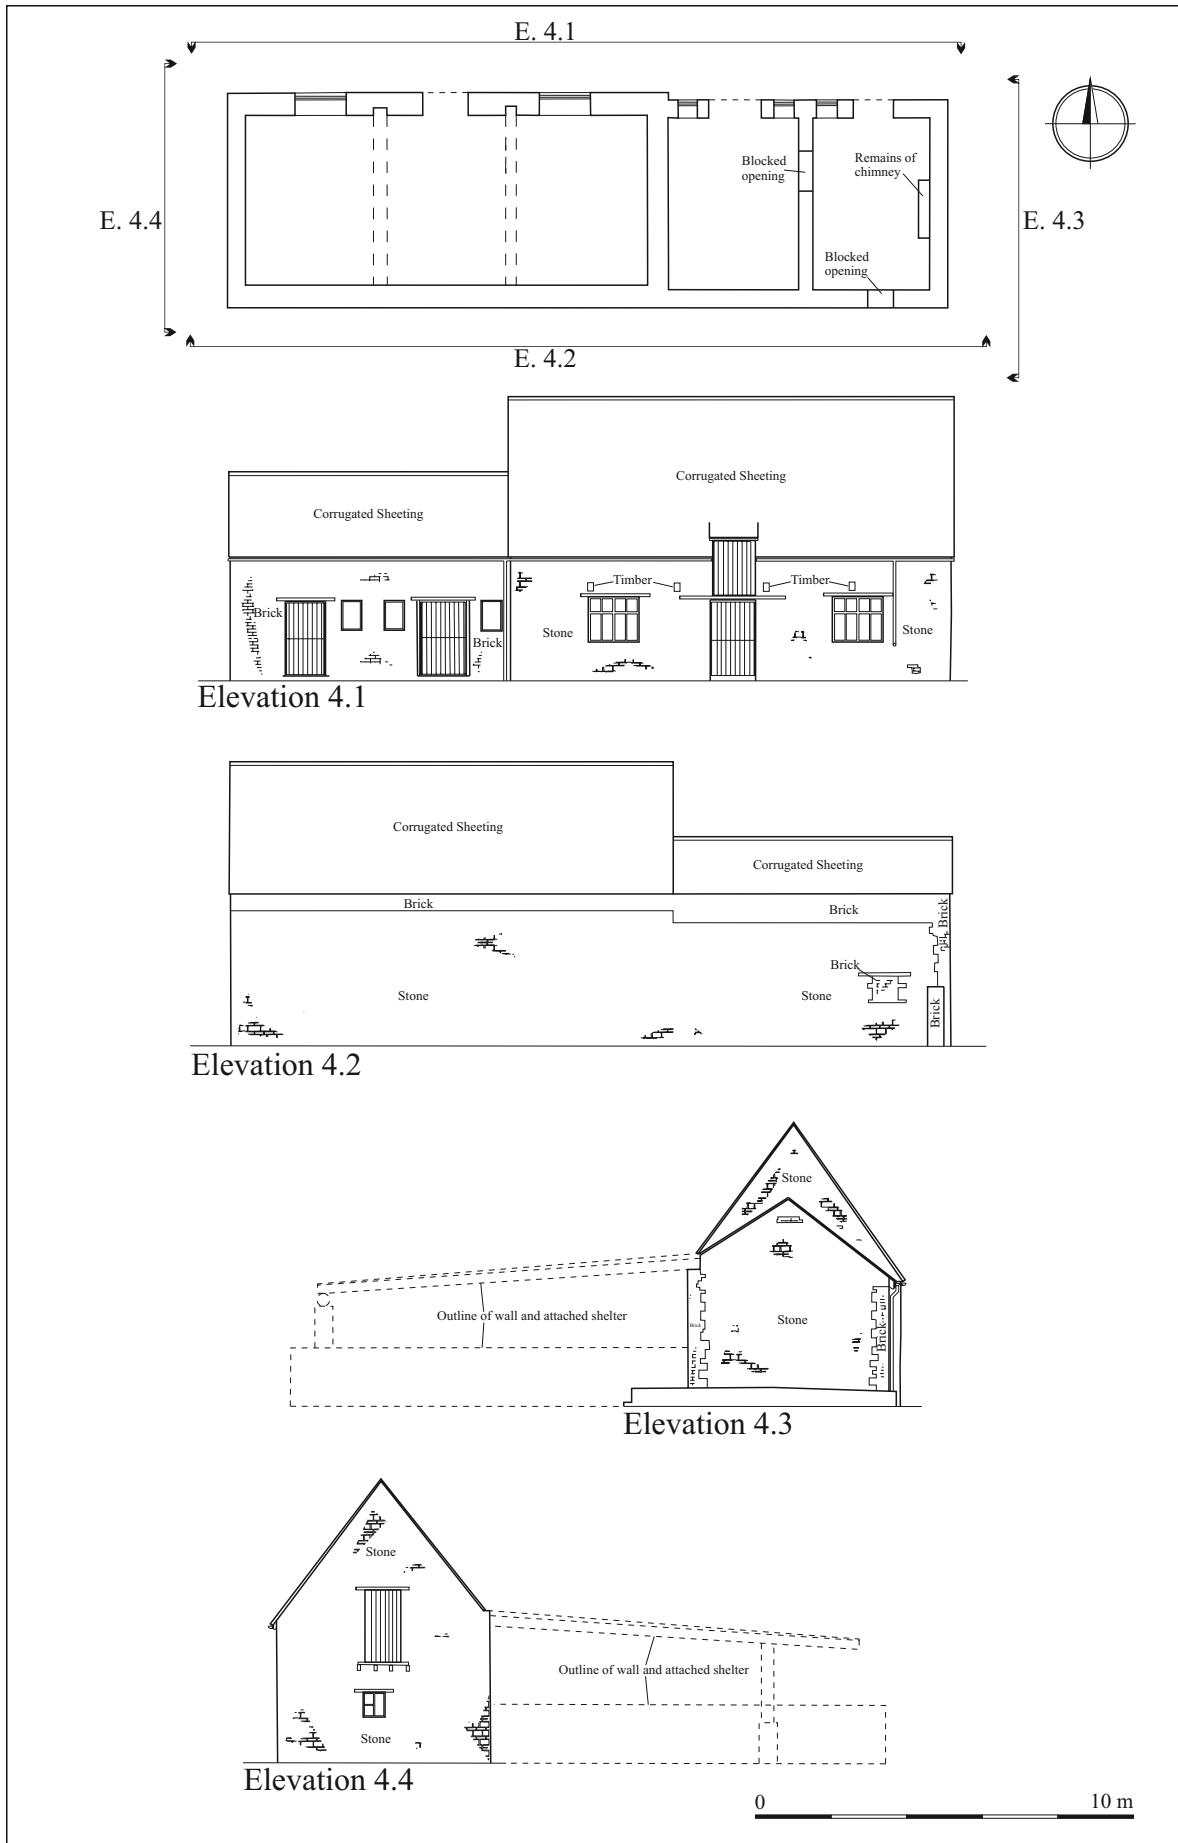 E. 4.1
Blocked
opening
Remains of
chimney
E. 4.4
E. 4.3
Blocked
opening
E. 4.2
Corrugated Sheeting
Corrugated Sheeting
Timber
Timber
Brick
Stone
Stone
Brick
Elevation 4.1
Corrugated Sheeting
Corrugated Sheeting
Brick
Brick
Brick
Brick
Stone
Stone
Brick
Elevation 4.2
Stone
Outline of wall and attached shelter
Brick
Stone
Brick
Elevation 4.3
Stone
Outline of wall and attached shelter
Stone
Elevation 4.4
0
10 m